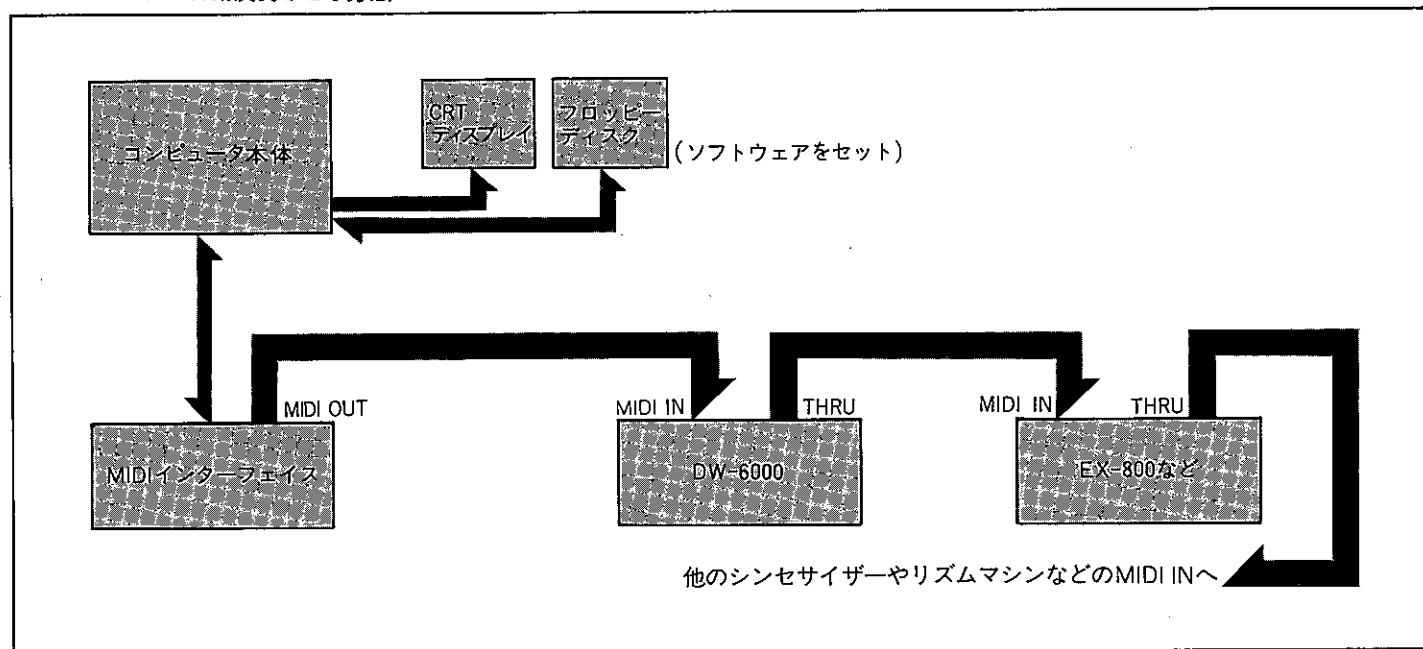 コンピュータ本体
CRT
ディスプレイ
フロッピー
ディスク
(ソフトウェアをセット)
MIDI OUT
MIDI IN
THRU
MIDI IN
THRU
MIDIインターフェイス
DW-6000
EX-800など
他のシンセサイザーやリズムマシンなどのMIDI INへ